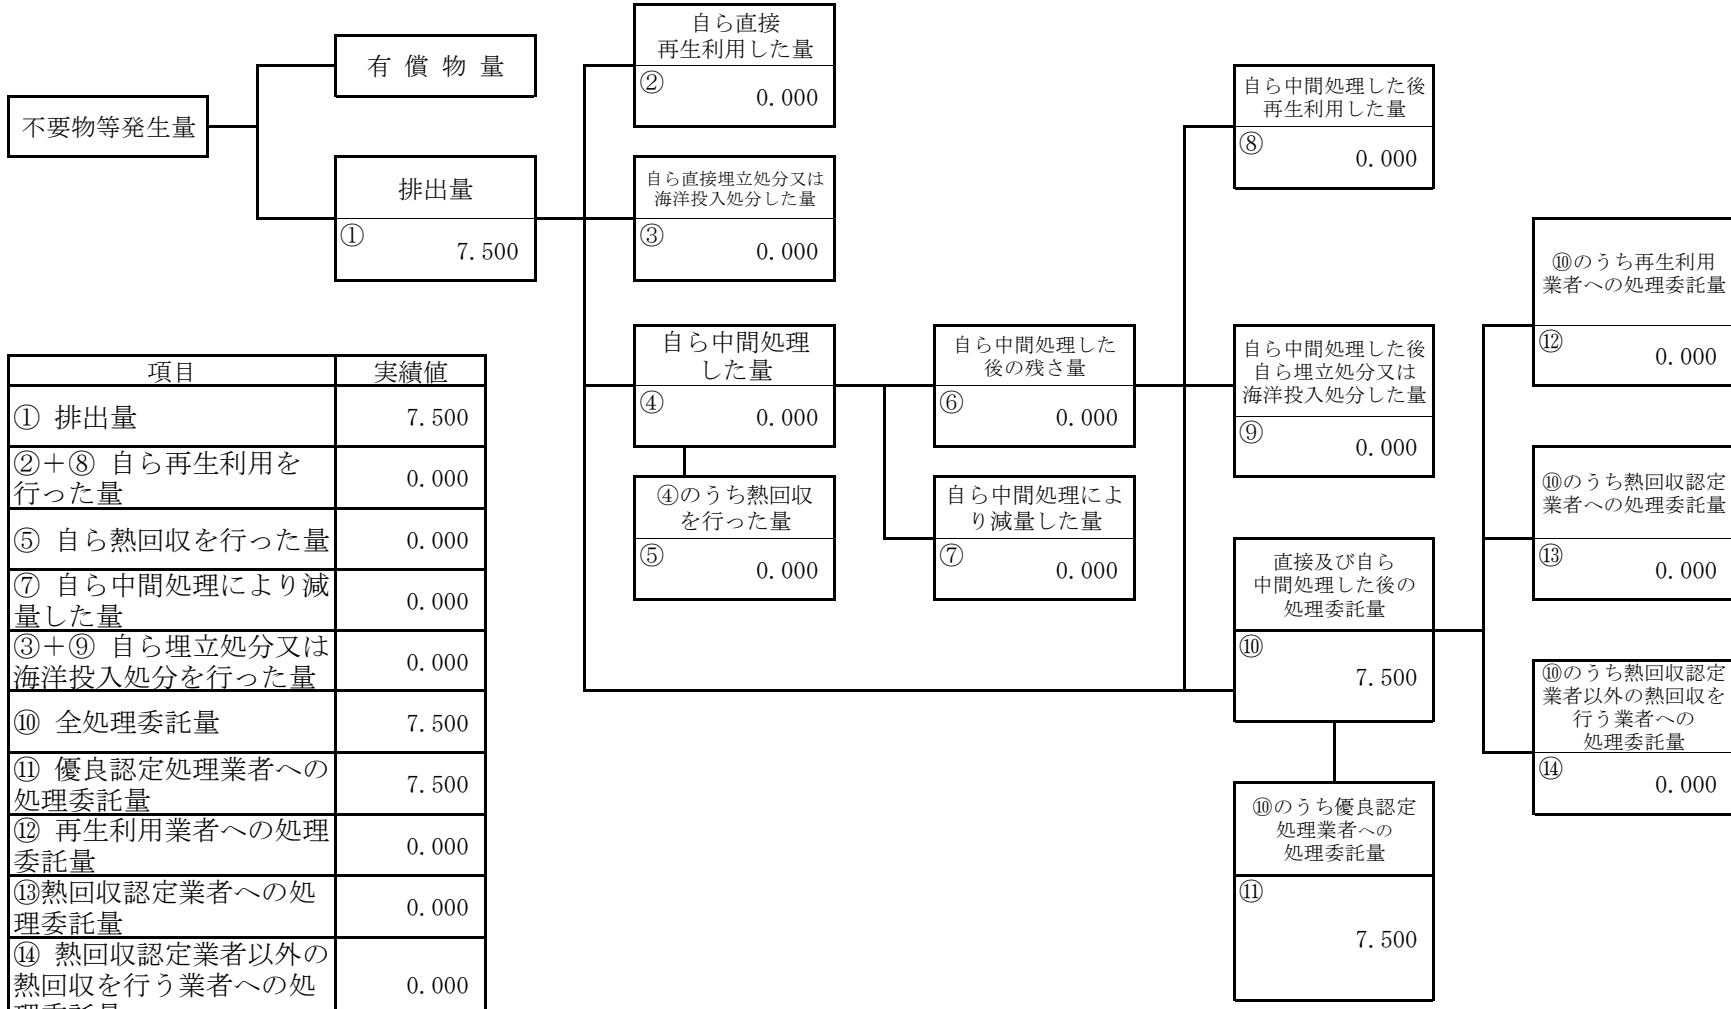 不要物等発生量
有 償 物 量
排出量
①
7.500
自ら直接
再生利用した量
②
0.000
自ら直接埋立処分又は
海洋投入処分した量
③
0.000
自ら中間処理
した量
④
0.000
④のうち熱回収
を行った量
⑤
0.000
自ら中間処理した
後の残さ量
⑥
0.000
自ら中間処理によ
り減量した量
⑦
0.000
自ら中間処理した後
再生利用した量
⑧
0.000
自ら中間処理した後
自ら埋立処分又は
海洋投入処分した量
⑨
0.000
直接及び自ら
中間処理した後の
処理委託量
⑩
7.500
⑩のうち優良認定
処理業者への
処理委託量
⑪
7.500
⑩のうち再生利用
業者への処理委託量
⑫
0.000
⑩のうち熱回収認定
業者への処理委託量
⑬
0.000
⑩のうち熱回収認定
業者以外の熱回収を
行う業者への
処理委託量
⑭
0.000
項目 実績値
① 排出量 7.500
②＋⑧ 自ら再生利用を
行った量 0.000
⑤ 自ら熱回収を行った量 0.000
⑦ 自ら中間処理により減
量した量 0.000
③＋⑨ 自ら埋立処分又は
海洋投入処分を行った量 0.000
⑩ 全処理委託量 7.500
⑪ 優良認定処理業者への
処理委託量 7.500
⑫ 再生利用業者への処理
委託量 0.000
⑬熱回収認定業者への処
理委託量 0.000
⑭ 熱回収認定業者以外の
熱回収を行う業者への処 0.000